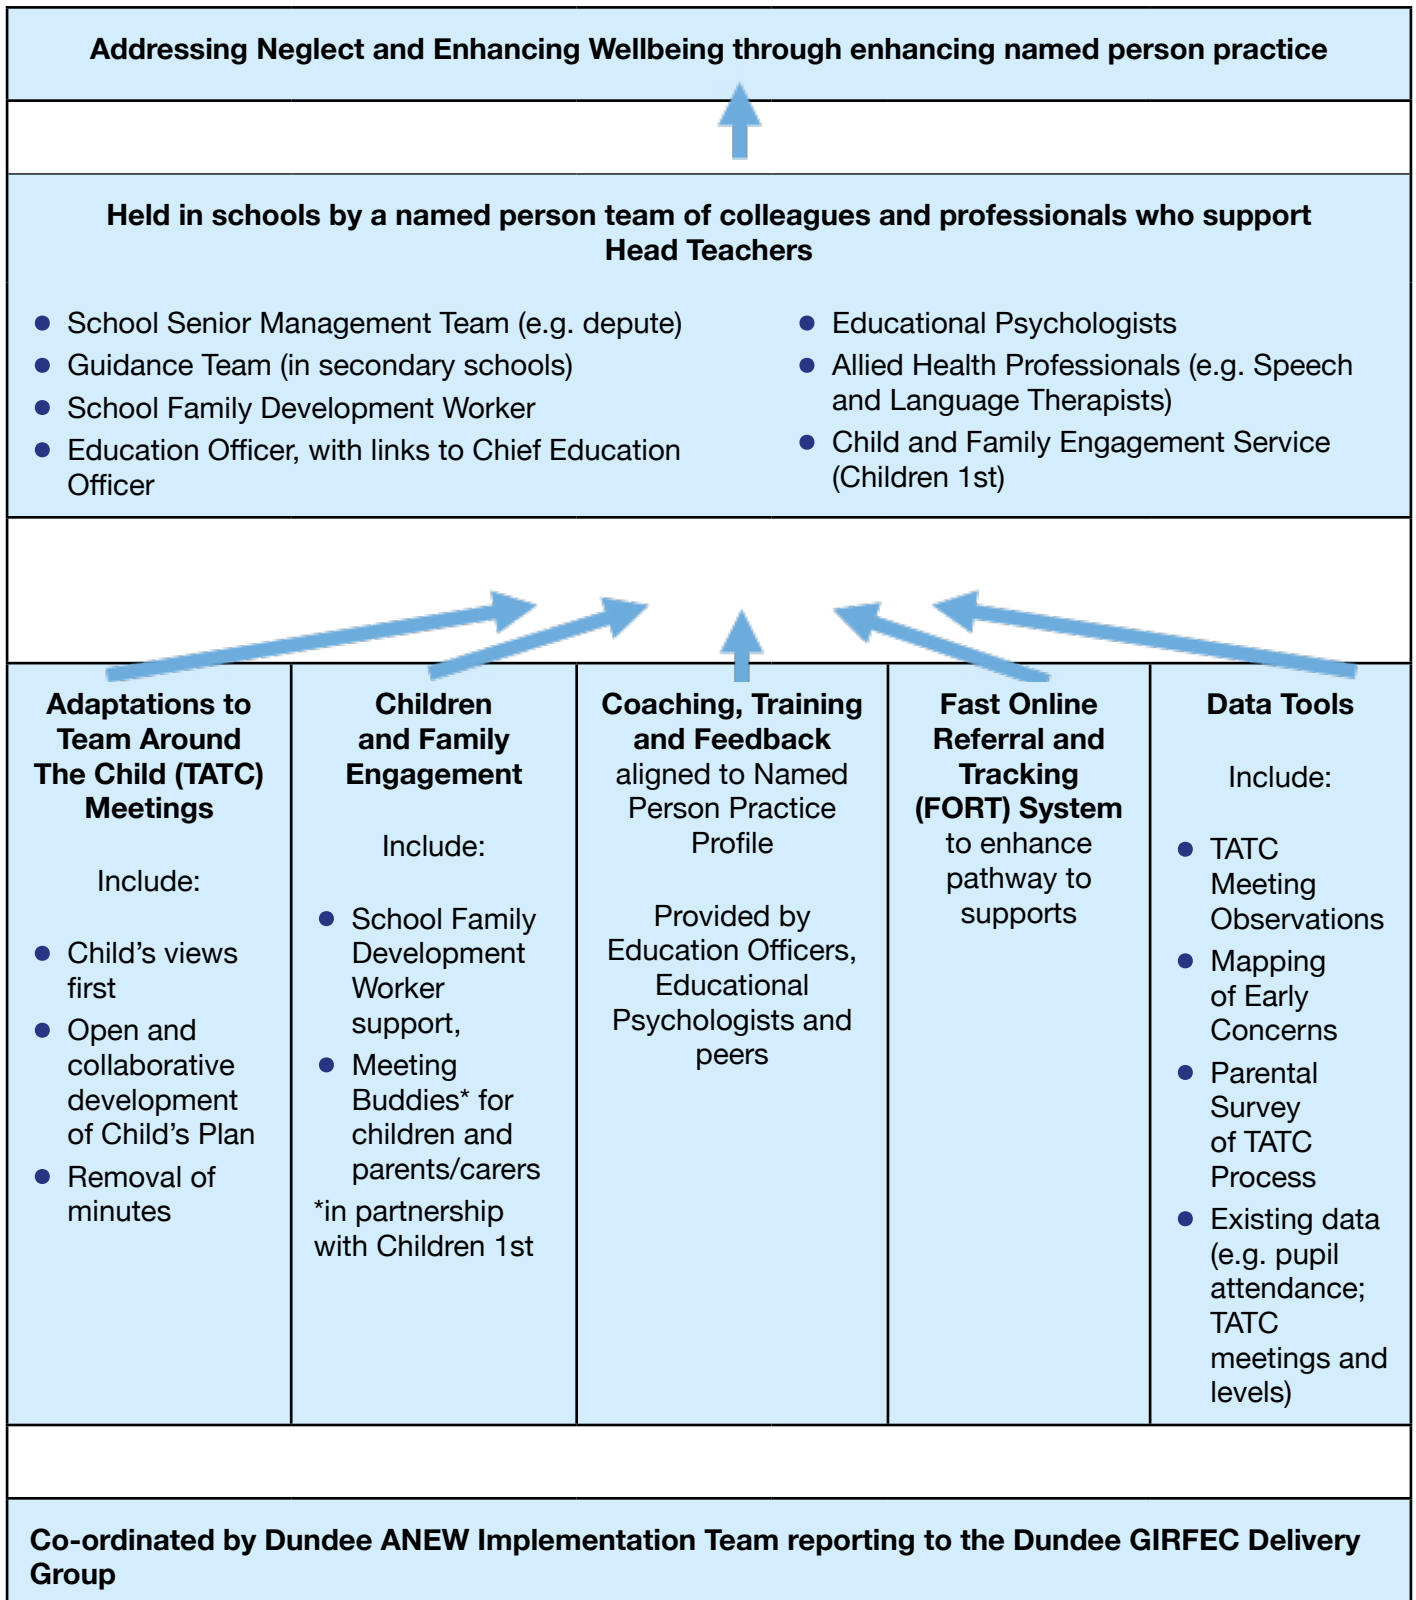 Addressing Neglect and Enhancing Wellbeing through enhancing named person practice
Held in schools by a named person team of colleagues and professionals who support
Head Teachers
● School Senior Management Team (e.g. depute)
● Guidance Team (in secondary schools)
● School Family Development Worker
● Education Officer, with links to Chief Education
Officer
● Educational Psychologists
● Allied Health Professionals (e.g. Speech
and Language Therapists)
● Child and Family Engagement Service
(Children 1st)
Adaptations to
Team Around
The Child (TATC)
Meetings
Include:
● Child’s views
first
● Open and
collaborative
development
of Child’s Plan
● Removal of
minutes
Children
and Family
Engagement
Include:
● School Family
Development
Worker
support,
● Meeting
Buddies* for
children and
parents/carers
*in partnership
with Children 1st
Coaching, Training
and Feedback
aligned to Named
Person Practice
Profile
Provided by
Education Officers,
Educational
Psychologists and
peers
Fast Online
Referral and
Tracking
(FORT) System
to enhance
pathway to
supports
Data Tools
Include:
● TATC
Meeting
Observations
● Mapping
of Early
Concerns
● Parental
Survey
of TATC
Process
● Existing data
(e.g. pupil
attendance;
TATC
meetings and
levels)
Co-ordinated by Dundee ANEW Implementation Team reporting to the Dundee GIRFEC Delivery
Group